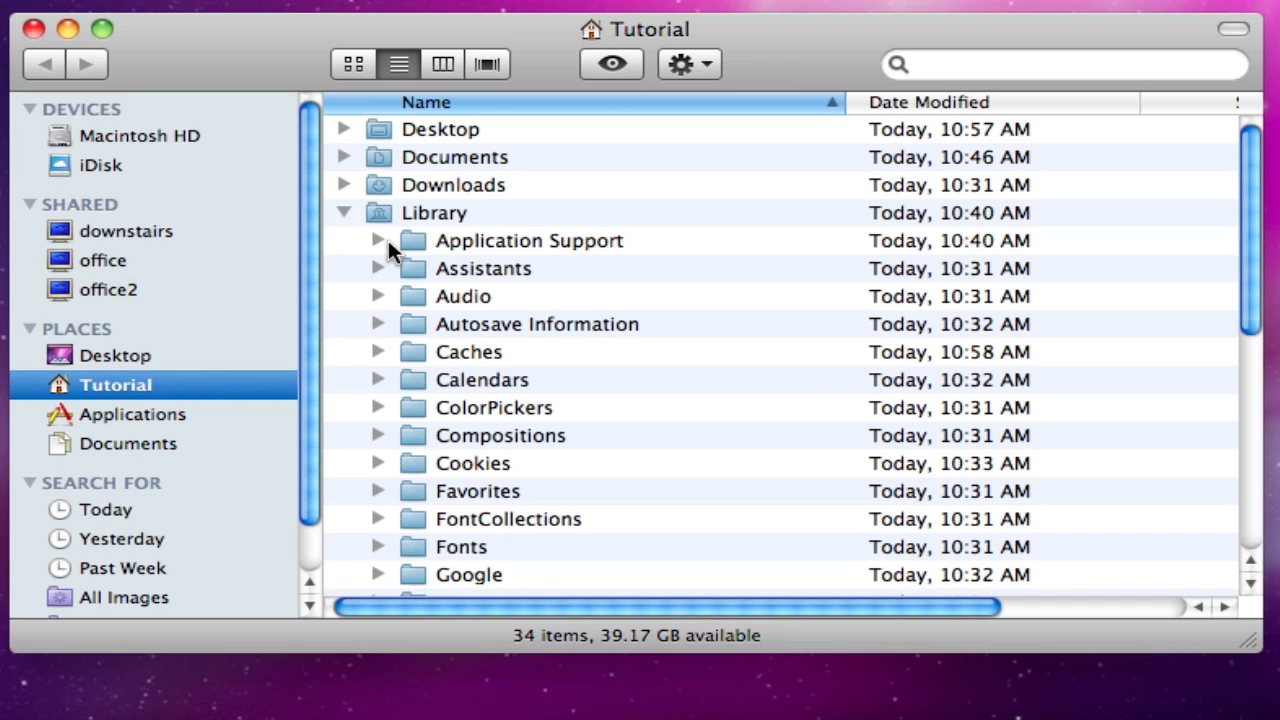 Tutorial
Name
Date Modified
DEVICES
Macintosh HD
iDisk
SHARED
downstairs
office
office2
PLACES
Desktop
Tutorial
Applications
Documents
SEARCH FOR
Today
Yesterday
Past Week
All Images
Desktop Today, 10:57 AM
Documents Today, 10:46 AM
Downloads Today, 10:31 AM
Library Today, 10:40 AM
Application Support Today, 10:40 AM
Assistants Today, 10:31 AM
Audio Today, 10:31 AM
Autosave Information Today, 10:32 AM
Caches Today, 10:58 AM
Calendars Today, 10:32 AM
ColorPickers Today, 10:31 AM
Compositions Today, 10:31 AM
Cookies Today, 10:33 AM
Favorites Today, 10:31 AM
FontCollections Today, 10:31 AM
Fonts Today, 10:31 AM
Google Today, 10:32 AM
34 items, 39.17 GB available